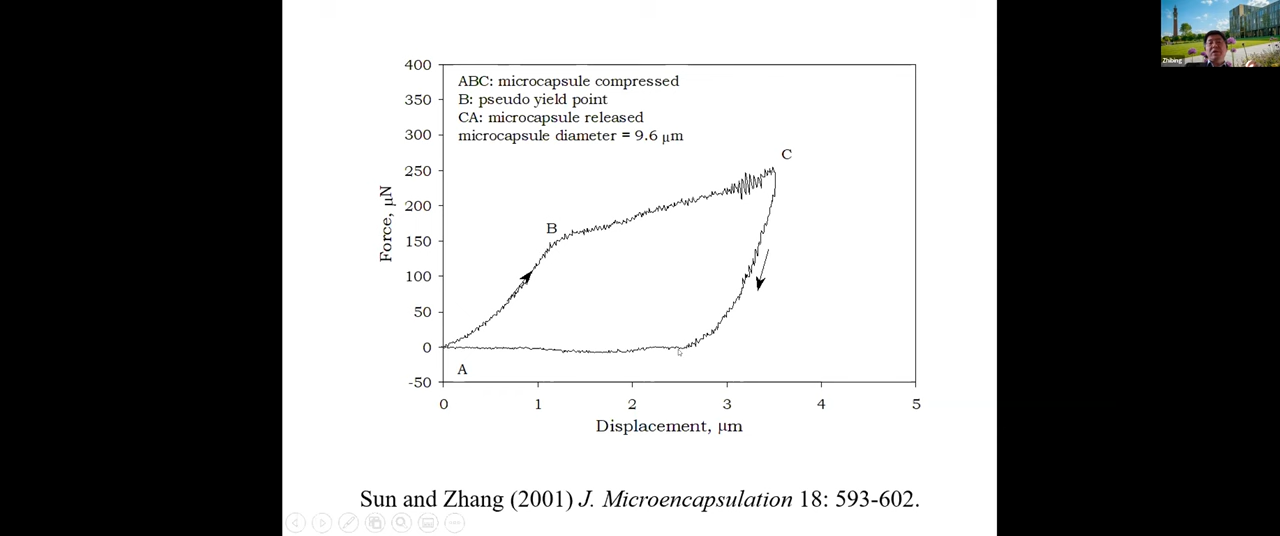 Zhibing
400
350
300
250
200
150
100
50
0
-50
Force, μN
ABC: microcapsule compressed
B: pseudo yield point
CA: microcapsule released
microcapsule diameter = 9.6 μm
C
B
A
0 1 2 3 4 5
Displacement, μm
Sun and Zhang (2001) J. Microencapsulation 18: 593-602.